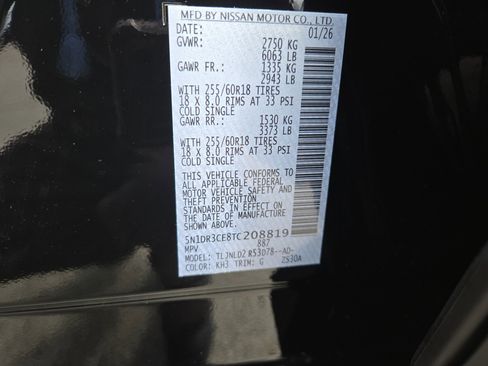 MFD BY NISSAN MOTOR CO., LTD.
DATE: 01/26
GVWR: 2750 KG
6063 LB
GAWR FR.: 1335 KG
2943 LB
WITH 255/60R18 TIRES
18 X 8.0 RIMS AT 33 PSI
COLD SINGLE
GAWR RR.: 1530 KG
3373 LB
WITH 255/60R18 TIRES
18 X 8.0 RIMS AT 33 PSI
COLD SINGLE
THIS VEHICLE CONFORMS TO
ALL APPLICABLE FEDERAL
MOTOR VEHICLE SAFETY AND
THEFT PREVENTION
STANDARDS IN EFFECT ON
THE DATE OF MANUFACTURE
SHOWN ABOVE.
5N1DR3CE8TC208819
MPV 887
MODEL: TLJNLD2 R53D78--AD-
COLOR: KH3 TRIM: G ZS30A